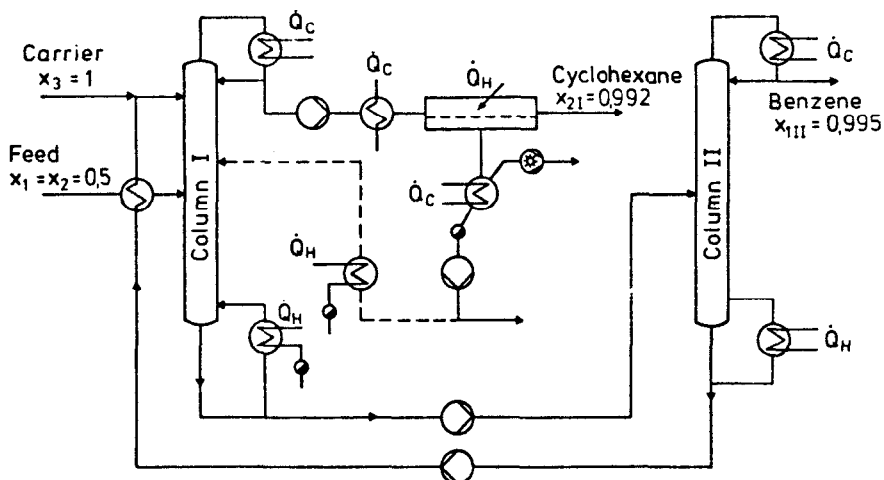 Q̇C
Carrier
x3 = 1
Feed
x1 = x2 = 0,5
Column I
Q̇C
Q̇H
Cyclohexane
x2I = 0,992
Q̇C
Q̇H
Q̇H
Column II
Q̇C
Benzene
x1II = 0,995
Q̇H